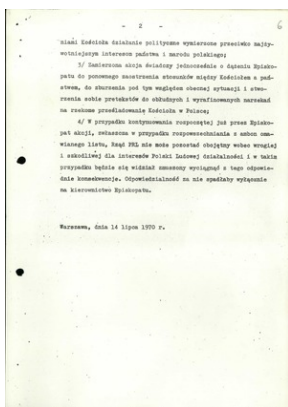 - 2 -
6
niami Kościoła działanie polityczne wymierzone przeciwko najży-
wotniejszym interesom państwa i narodu polskiego;
3/ Zamierzona akcja świadczy jednocześnie o dążeniu Episko-
patu do ponownego zaostrzenia stosunków między Kościołem a pań-
stwem, do zburzenia pod tym względem obecnej sytuacji i stwo-
rzenia sobie pretekstów do obłudnych i wyrafinowanych narzekań
na rzekome prześladowanie Kościoła w Polsce;
4/ W przypadku kontynuowania rozpoczętej już przez Episko-
pat akcji, zwłaszcza w przypadku rozpowszechniania z ambon oma-
wianego listu, Rząd PRL nie może pozostać obojętny wobec wrogiej
i szkodliwej dla interesów Polski Ludowej działalności i w takim
przypadku będzie się widział zmuszony wyciągnąć z tego odpowie-
dnie konsekwencje. Odpowiedzialność za nie spadłaby wyłącznie
na kierownictwo Episkopatu.
Warszawa, dnia 14 lipca 1970 r.